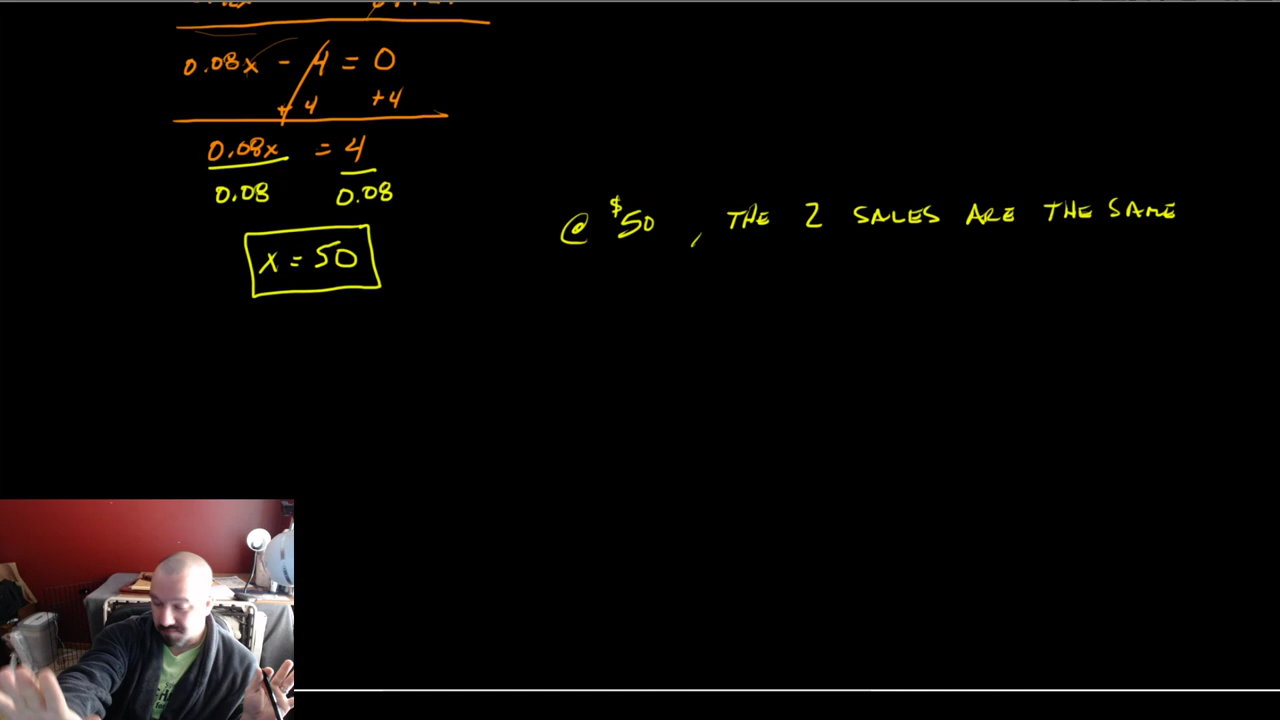 0.08x - 4 = 0
+ 4 +4
0.08x = 4
0.08 0.08
x = 50
@ $50 , THE 2 SALES ARE THE SAME